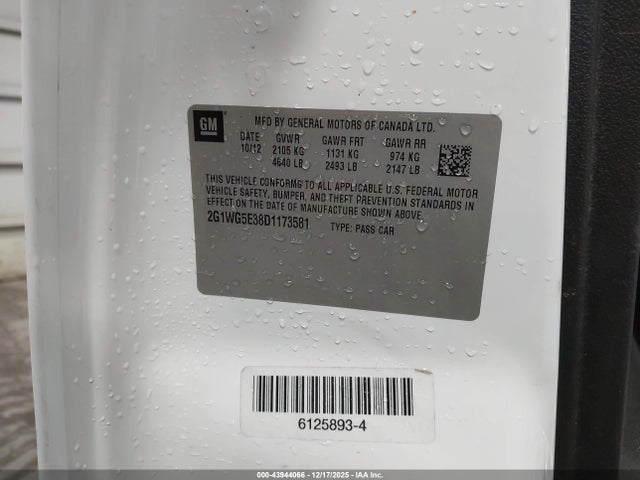 GM
MFD BY GENERAL MOTORS OF CANADA LTD.
DATE GVWR GAWR FRT GAWR RR
10/12 2105 KG 1131 KG 974 KG
4640 LB 2493 LB 2147 LB
THIS VEHICLE CONFORMS TO ALL APPLICABLE U.S. FEDERAL MOTOR
VEHICLE SAFETY, BUMPER, AND THEFT PREVENTION STANDARDS
IN EFFECT ON THE DATE OF MANUFACTURE SHOWN ABOVE.
2G1WG5E38D1173581 TYPE: PASS CAR
6125893-4
000-43944066 - 12/17/2025 - IAA Inc.